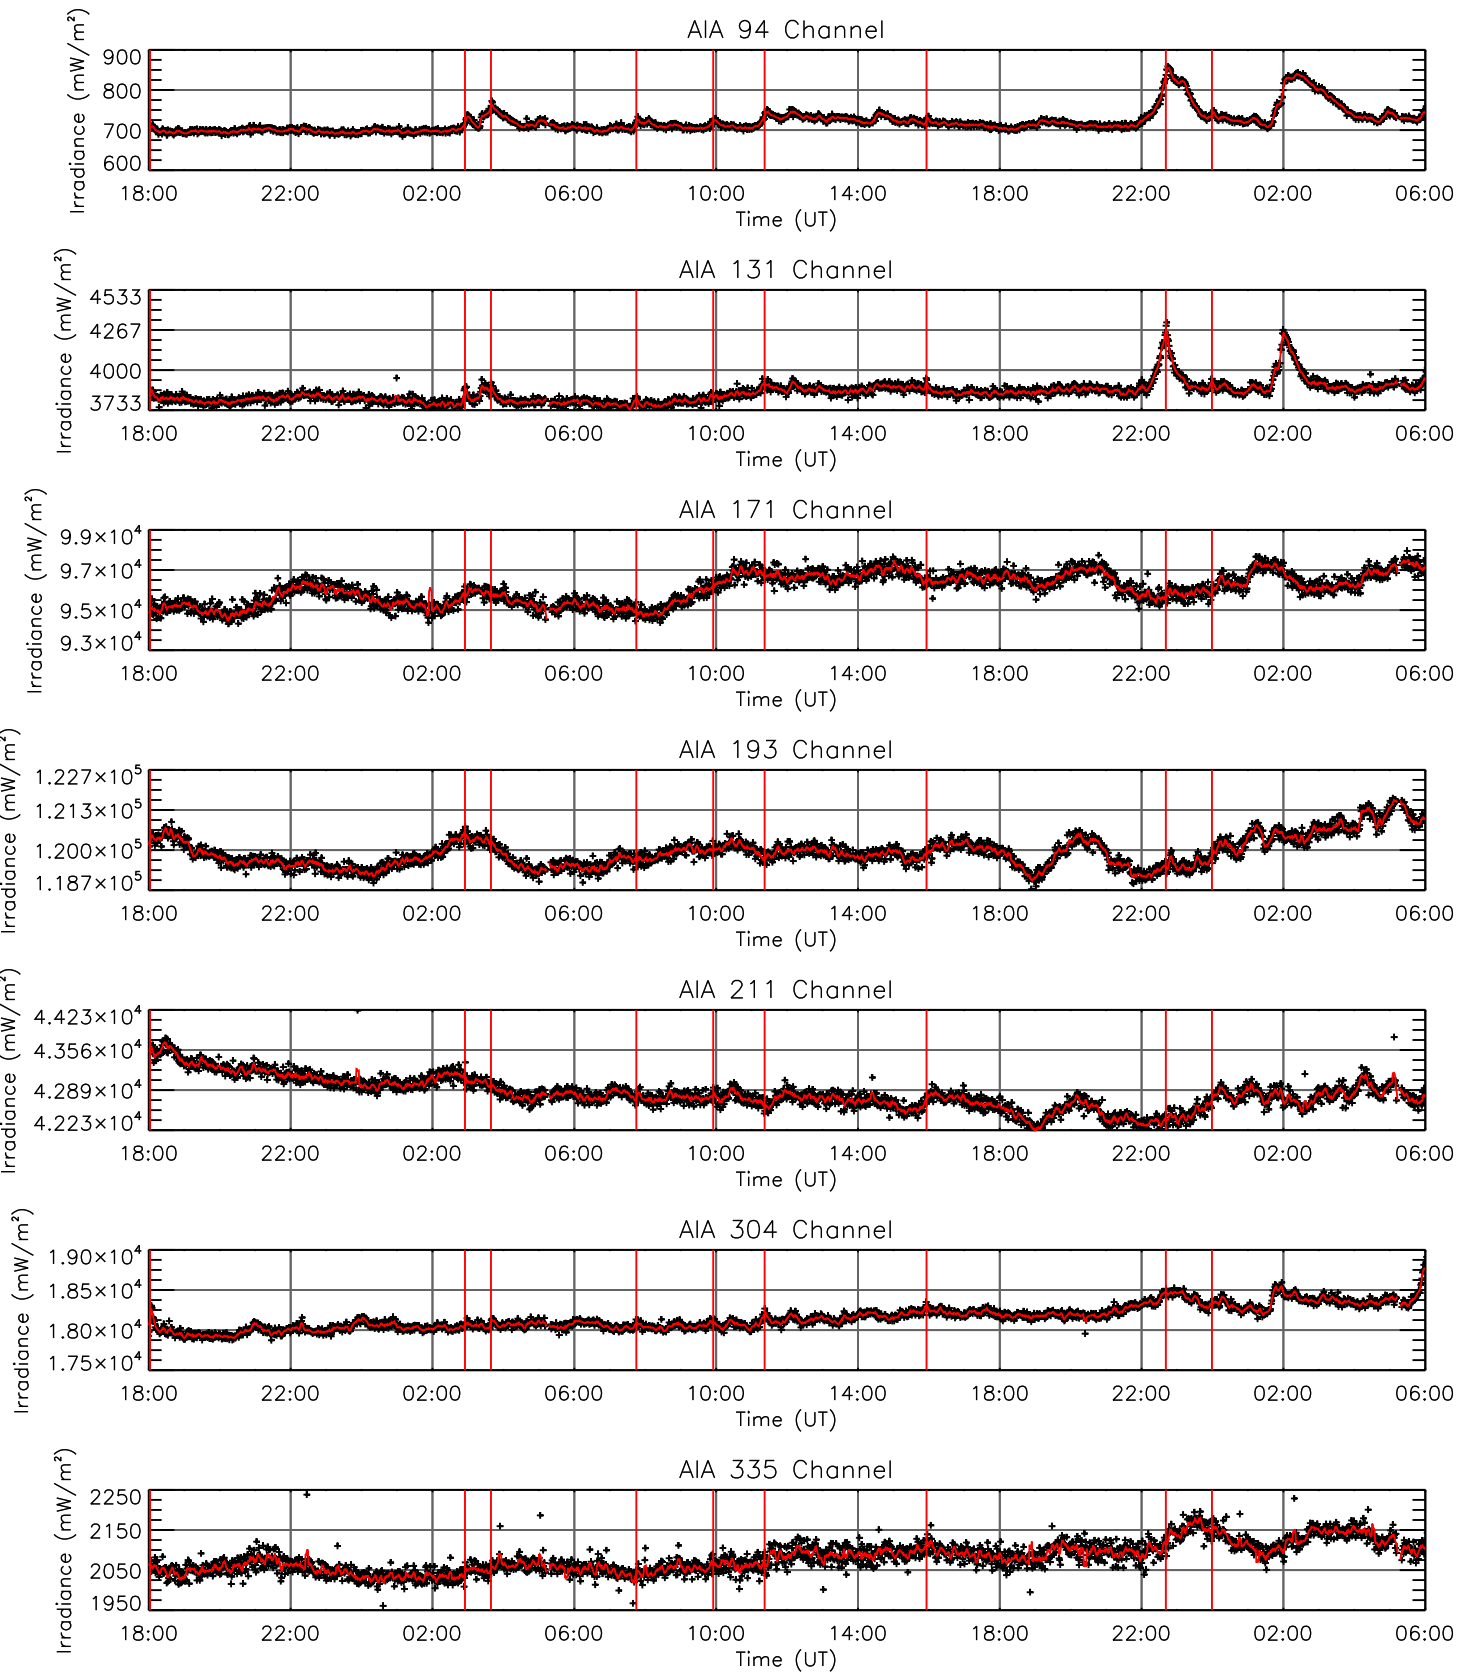 AIA 94 Channel
Irradiance (mW/m²)
900
800
700
600
18:00 22:00 02:00 06:00 10:00 14:00 18:00 22:00 02:00 06:00
Time (UT)
AIA 131 Channel
Irradiance (mW/m²)
4533
4267
4000
3733
18:00 22:00 02:00 06:00 10:00 14:00 18:00 22:00 02:00 06:00
Time (UT)
AIA 171 Channel
Irradiance (mW/m²)
9.9×10⁴
9.7×10⁴
9.5×10⁴
9.3×10⁴
18:00 22:00 02:00 06:00 10:00 14:00 18:00 22:00 02:00 06:00
Time (UT)
AIA 193 Channel
Irradiance (mW/m²)
1.227×10⁵
1.213×10⁵
1.200×10⁵
1.187×10⁵
18:00 22:00 02:00 06:00 10:00 14:00 18:00 22:00 02:00 06:00
Time (UT)
AIA 211 Channel
Irradiance (mW/m²)
4.423×10⁴
4.356×10⁴
4.289×10⁴
4.223×10⁴
18:00 22:00 02:00 06:00 10:00 14:00 18:00 22:00 02:00 06:00
Time (UT)
AIA 304 Channel
Irradiance (mW/m²)
1.90×10⁴
1.85×10⁴
1.80×10⁴
1.75×10⁴
18:00 22:00 02:00 06:00 10:00 14:00 18:00 22:00 02:00 06:00
Time (UT)
AIA 335 Channel
Irradiance (mW/m²)
2250
2150
2050
1950
18:00 22:00 02:00 06:00 10:00 14:00 18:00 22:00 02:00 06:00
Time (UT)